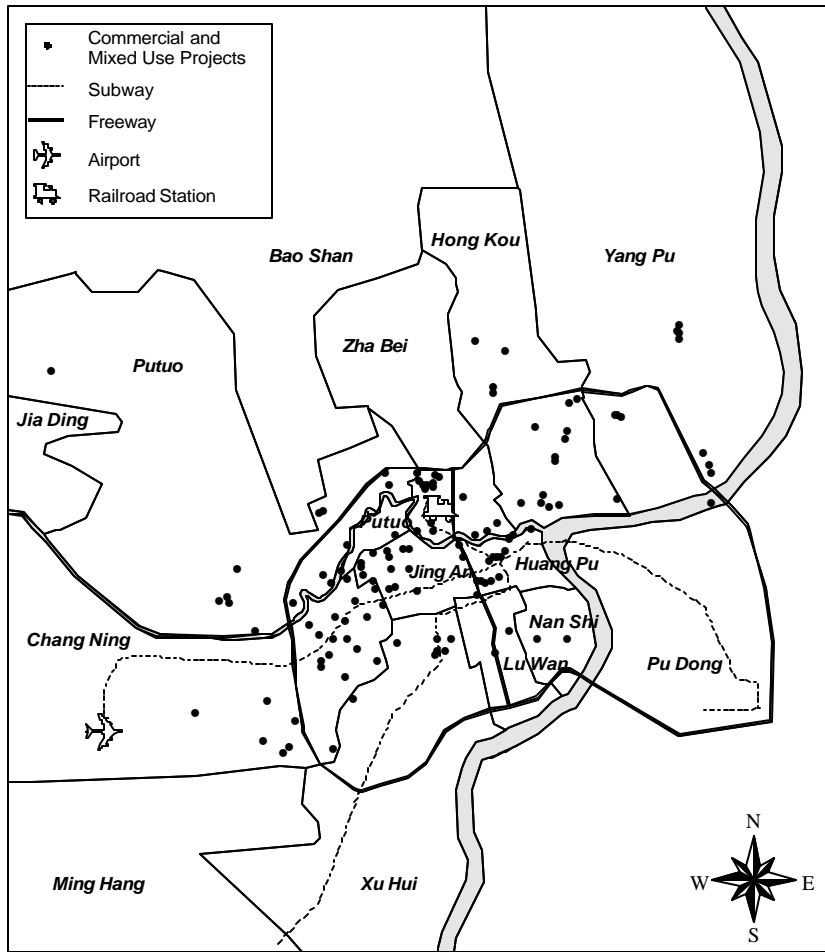 Commercial and
Mixed Use Projects
Subway
Freeway
Airport
Railroad Station
Hong Kou
Bao Shan
Yang Pu
Zha Bei
Putuo
Jia Ding
Putuo
Jing An
Huang Pu
Nan Shi
Chang Ning
Lu Wan
Pu Dong
N
W
E
S
Ming Hang
Xu Hui